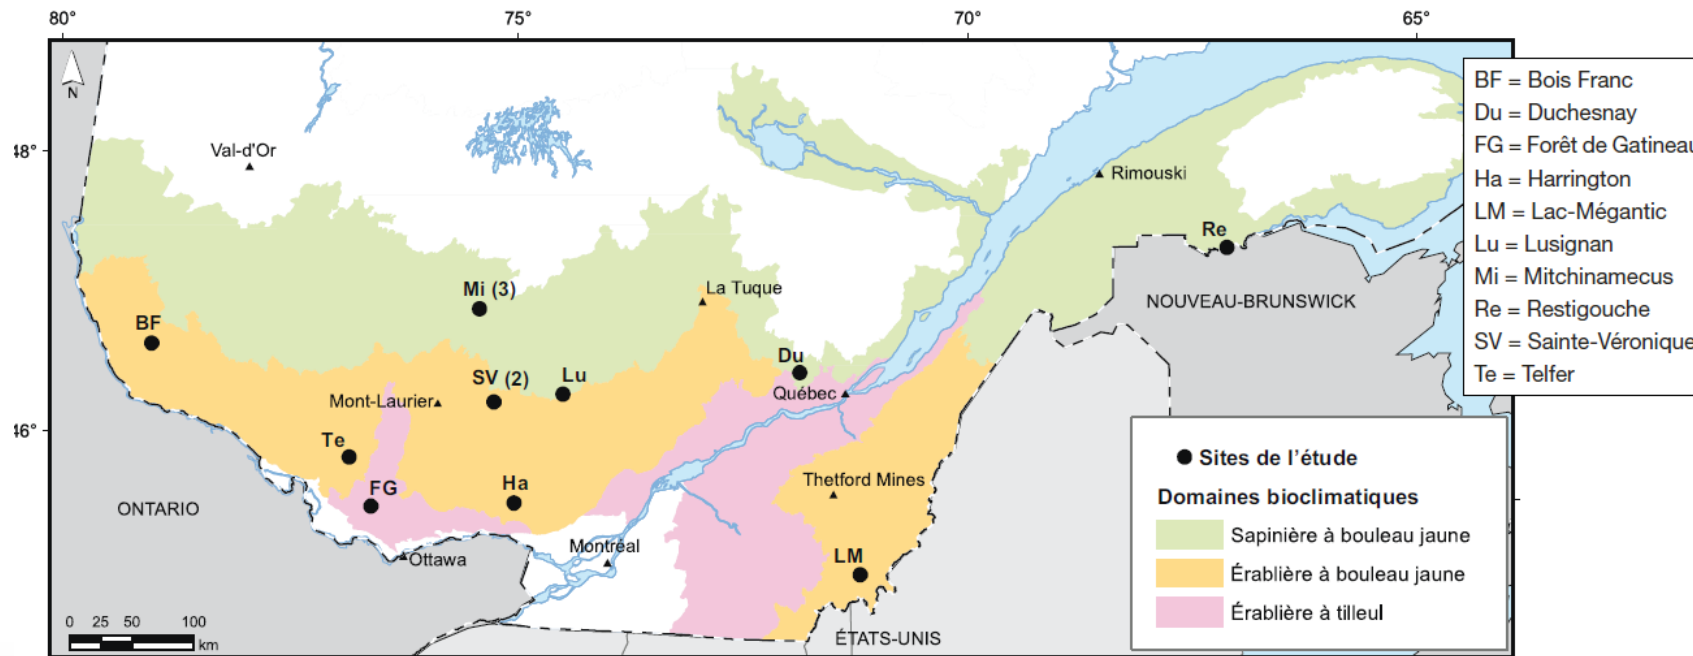 80°
75°
70°
65°
N
48°
46°
Val-d'Or
Rimouski
Re
NOUVEAU-BRUNSWICK
Mi (3)
La Tuque
BF
Du
Québec
SV (2)
Lu
Mont-Laurier
Te
FG
Ha
Thetford Mines
ONTARIO
Ottawa
Montréal
LM
ÉTATS-UNIS
0 25 50 100
km
BF = Bois Franc
Du = Duchesnay
FG = Forêt de Gatineau
Ha = Harrington
LM = Lac-Mégantic
Lu = Lusignan
Mi = Mitchinamecus
Re = Restigouche
SV = Sainte-Véronique
Te = Telfer
Sites de l'étude
Domaines bioclimatiques
Sapinière à bouleau jaune
Érablière à bouleau jaune
Érablière à tilleul